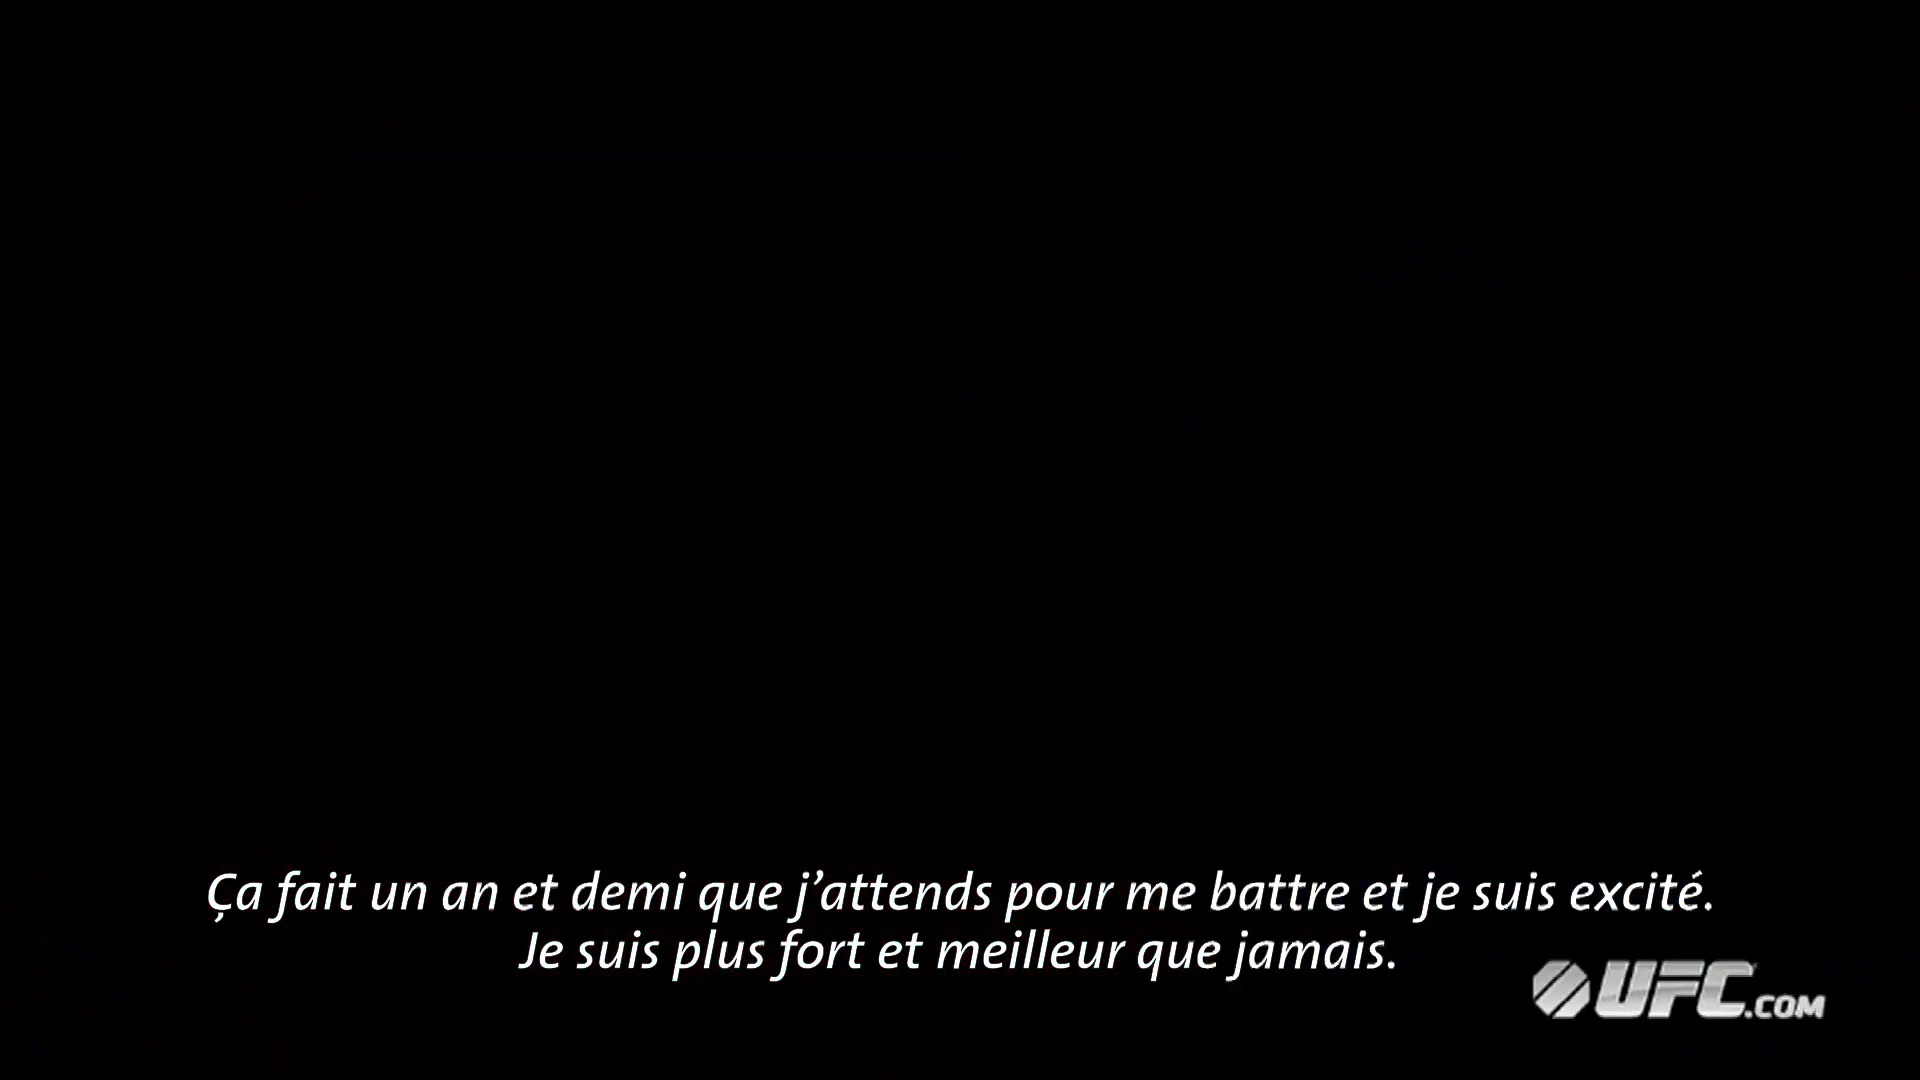 Ça fait un an et demi que j’attends pour me battre et je suis excité.
Je suis plus fort et meilleur que jamais.
UFC.COM